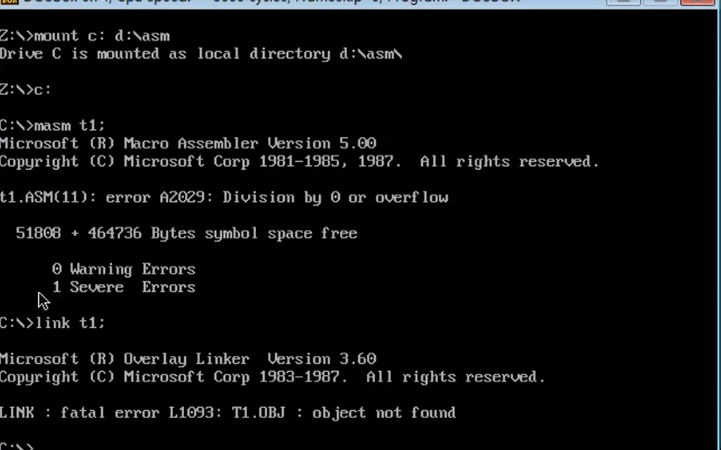 Z:\>mount c: d:\asm
Drive C is mounted as local directory d:\asm\
Z:\>c:
C:\>masm t1;
Microsoft (R) Macro Assembler Version 5.00
Copyright (C) Microsoft Corp 1981-1985, 1987.  All rights reserved.
t1.ASM(11): error A2029: Division by 0 or overflow
51808 + 464736 Bytes symbol space free
0 Warning Errors
1 Severe  Errors
C:\>link t1;
Microsoft (R) Overlay Linker  Version 3.60
Copyright (C) Microsoft Corp 1983-1987.  All rights reserved.
LINK : fatal error L1093: T1.OBJ : object not found
C:\>